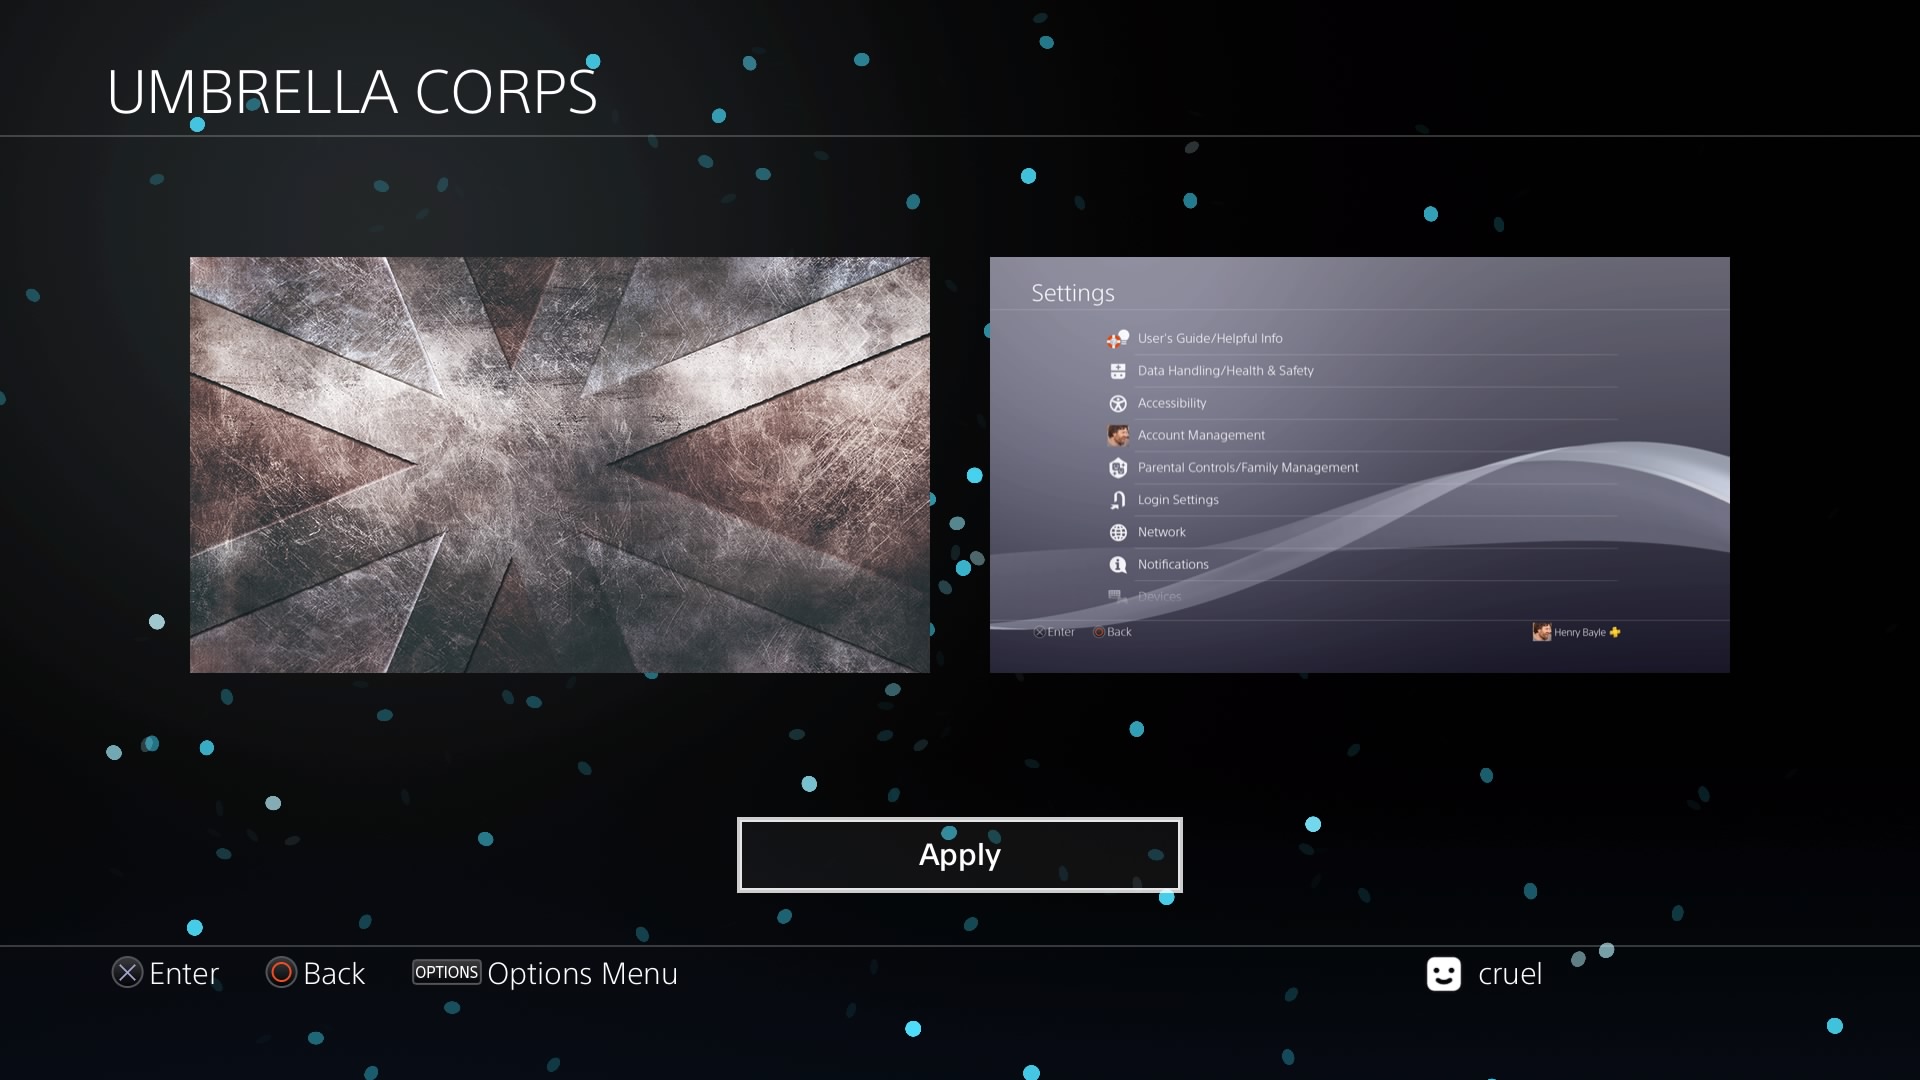 UMBRELLA CORPS
Settings
User's Guide/Helpful Info
Data Handling/Health & Safety
Accessibility
Account Management
Parental Controls/Family Management
Login Settings
Network
Notifications
Devices
Enter Back Henry Bayle
Apply
Enter Back OPTIONS Options Menu cruel